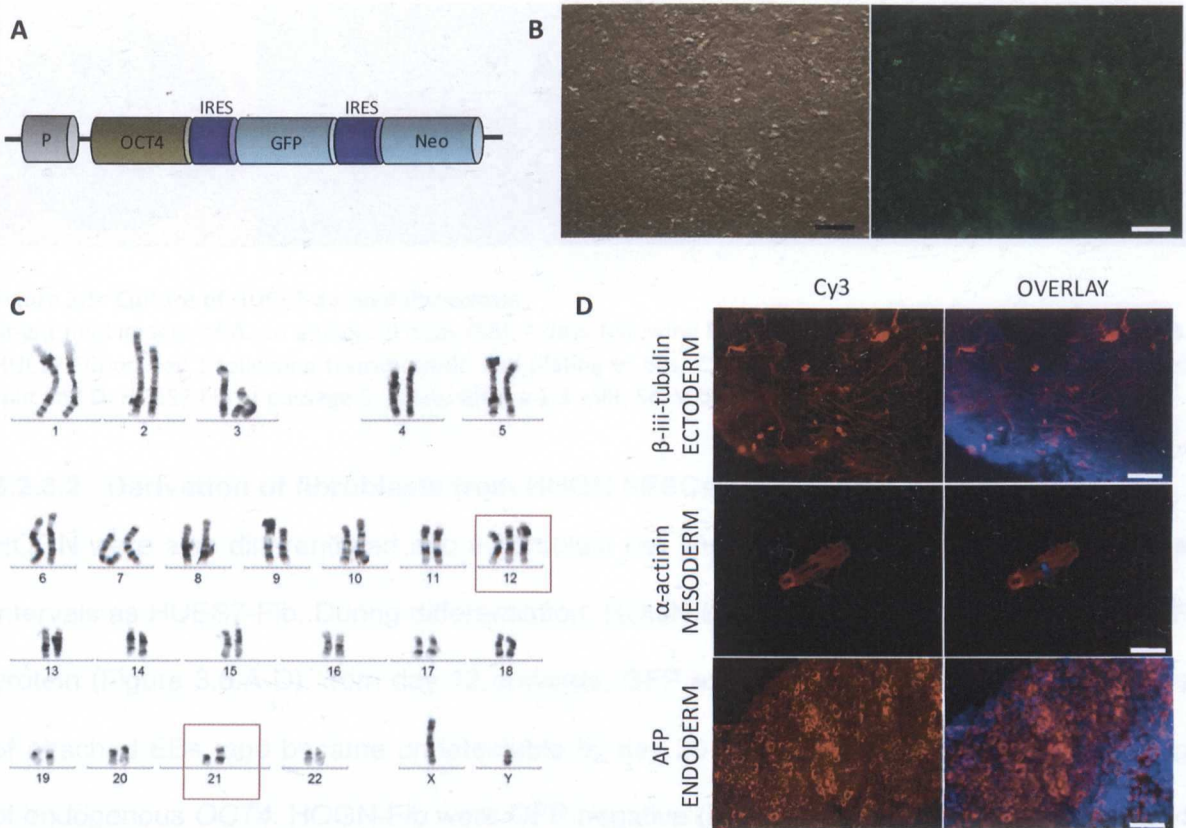 A
B
IRES
IRES
P
OCT4
GFP
Neo
C
D
Cy3
OVERLAY
β-iii-tubulin
ECTODERM
α-actinin
MESODERM
AFP
ENDODERM
1
2
3
4
5
6
7
8
9
10
11
12
13
14
15
16
17
18
19
20
21
22
X
Y